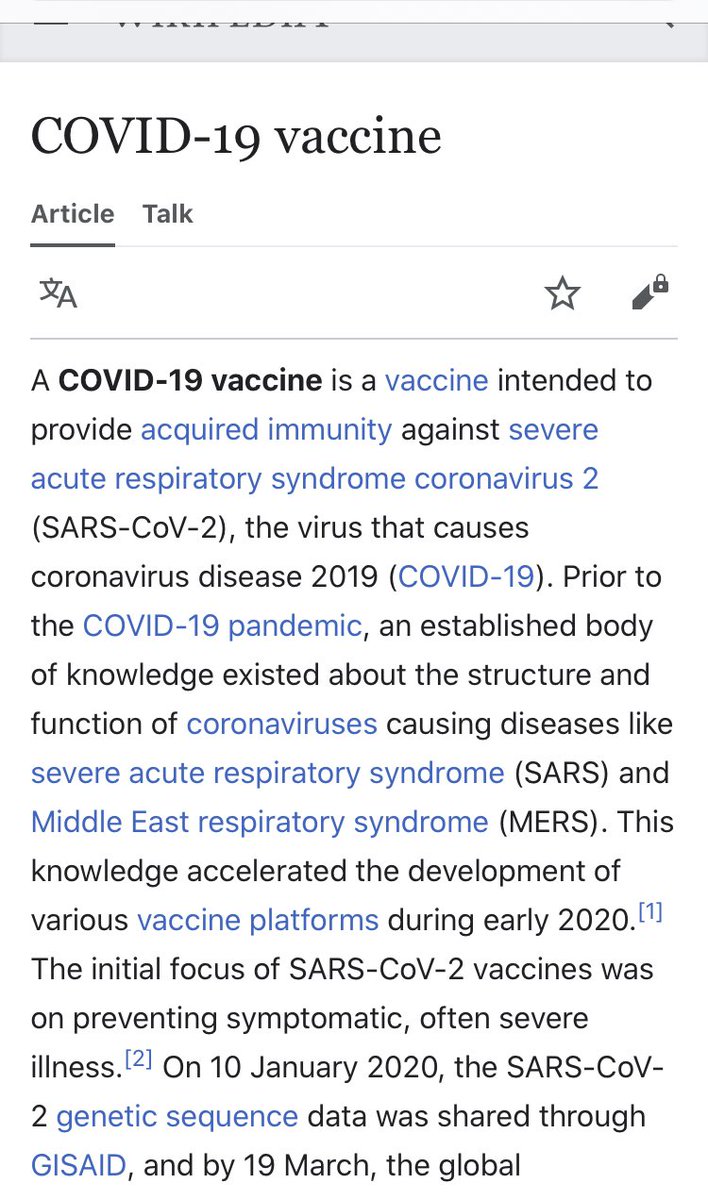 COVID-19 vaccine
Article Talk
文A
A COVID-19 vaccine is a vaccine intended to
provide acquired immunity against severe
acute respiratory syndrome coronavirus 2
(SARS-CoV-2), the virus that causes
coronavirus disease 2019 (COVID-19). Prior to
the COVID-19 pandemic, an established body
of knowledge existed about the structure and
function of coronaviruses causing diseases like
severe acute respiratory syndrome (SARS) and
Middle East respiratory syndrome (MERS). This
knowledge accelerated the development of
various vaccine platforms during early 2020.[1]
The initial focus of SARS-CoV-2 vaccines was
on preventing symptomatic, often severe
illness.[2] On 10 January 2020, the SARS-CoV-
2 genetic sequence data was shared through
GISAID, and by 19 March, the global